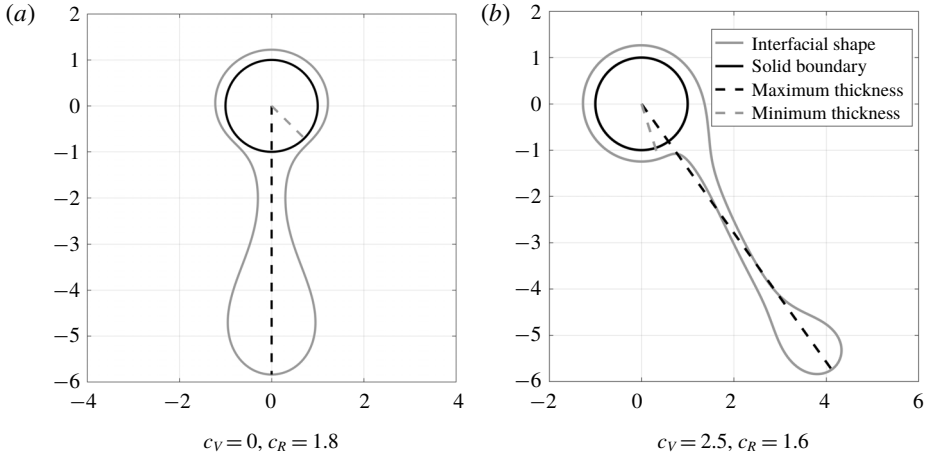 (a)
2
1
0
−1
−2
−3
−4
−5
−6
−4 −2 0 2 4
c_V = 0, c_R = 1.8
(b)
2
1
0
−1
−2
−3
−4
−5
−6
−2 0 2 4 6
Interfacial shape
Solid boundary
Maximum thickness
Minimum thickness
c_V = 2.5, c_R = 1.6